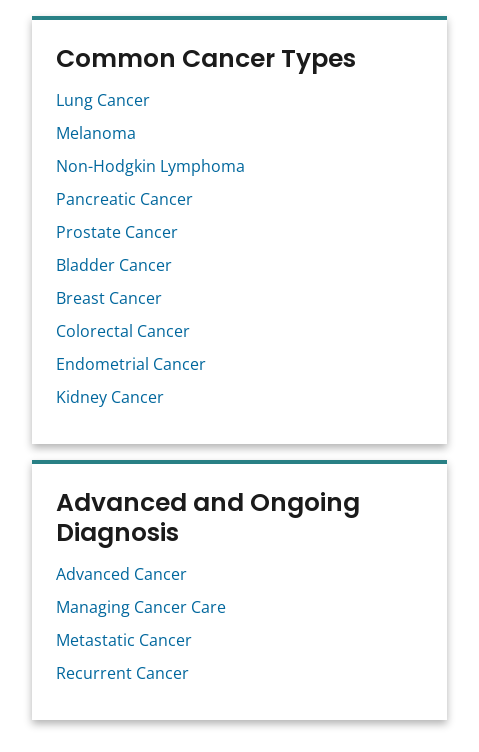 Common Cancer Types
Lung Cancer
Melanoma
Non-Hodgkin Lymphoma
Pancreatic Cancer
Prostate Cancer
Bladder Cancer
Breast Cancer
Colorectal Cancer
Endometrial Cancer
Kidney Cancer
Advanced and Ongoing
Diagnosis
Advanced Cancer
Managing Cancer Care
Metastatic Cancer
Recurrent Cancer